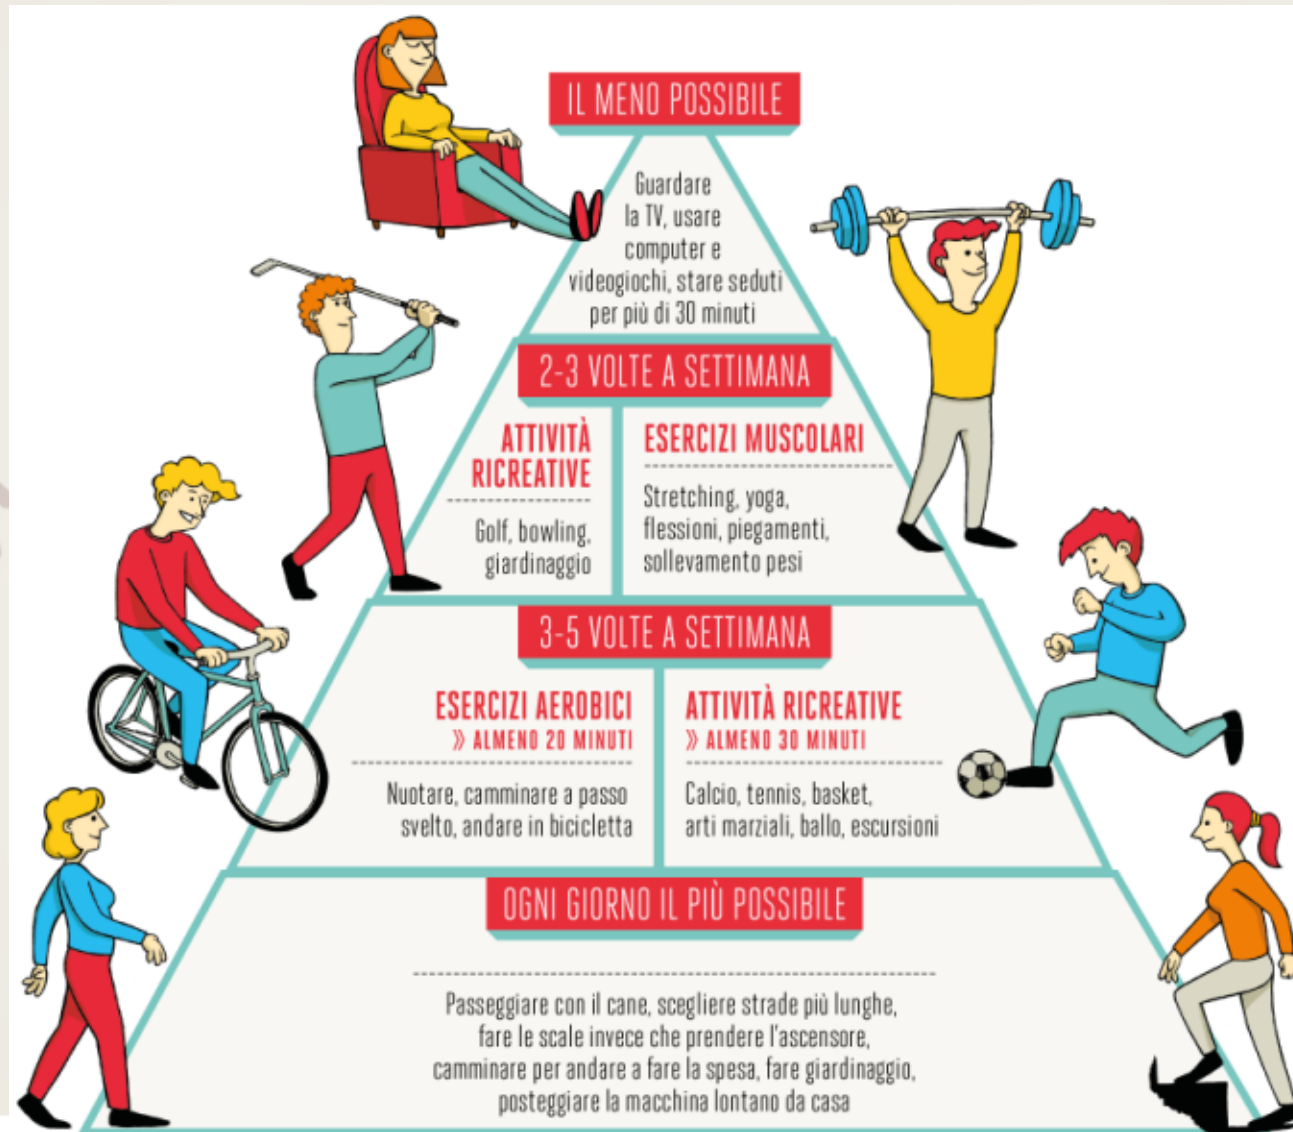 IL MENO POSSIBILE
Guardare
la TV, usare
computer e
videogiochi, stare seduti
per più di 30 minuti
2-3 VOLTE A SETTIMANA
ATTIVITÀ
RICREATIVE
Golf, bowling,
giardinaggio
ESERCIZI MUSCOLARI
Stretching, yoga,
flessioni, piegamenti,
sollevamento pesi
3-5 VOLTE A SETTIMANA
ESERCIZI AEROBICI
» ALMENO 20 MINUTI
Nuotare, camminare a passo
svelto, andare in bicicletta
ATTIVITÀ RICREATIVE
» ALMENO 30 MINUTI
Calcio, tennis, basket,
arti marziali, ballo, escursioni
OGNI GIORNO IL PIÙ POSSIBILE
Passeggiare con il cane, scegliere strade più lunghe,
fare le scale invece che prendere l'ascensore,
camminare per andare a fare la spesa, fare giardinaggio,
posteggiare la macchina lontano da casa